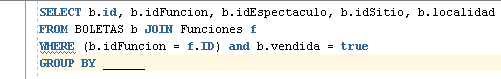 SELECT b.id, b.idFuncion, b.idEspectaculo, b.idSitio, b.localidad
FROM BOLETAS b JOIN Funciones f
WHERE (b.idFuncion = f.ID) and b.vendida = true
GROUP BY ______